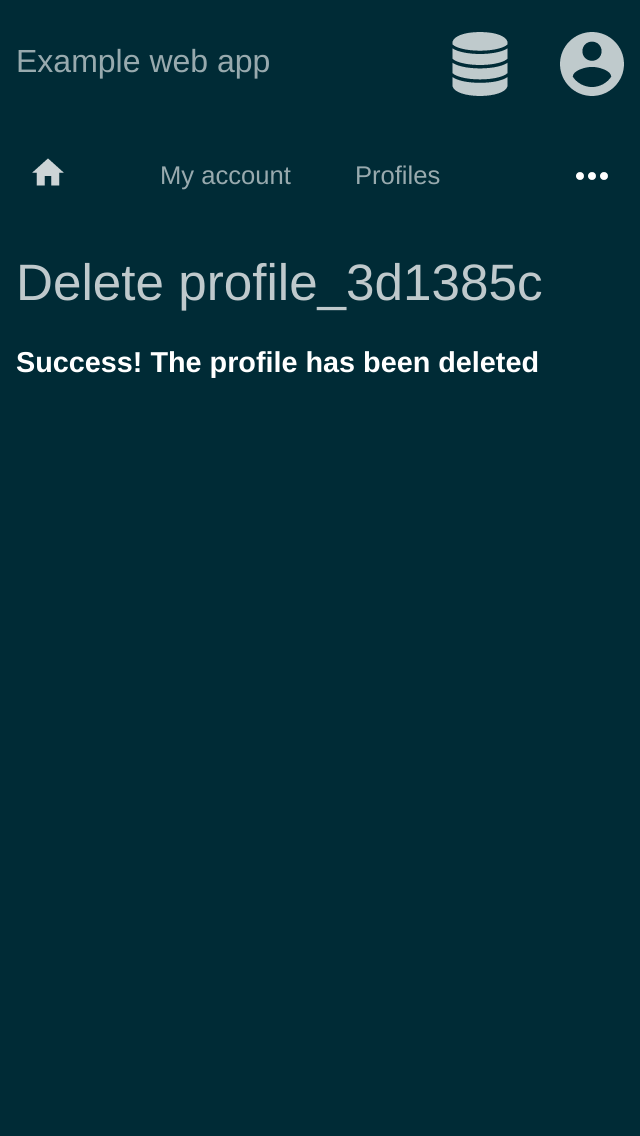 Example web app
My account Profiles
Delete profile_3d1385c
Success! The profile has been deleted